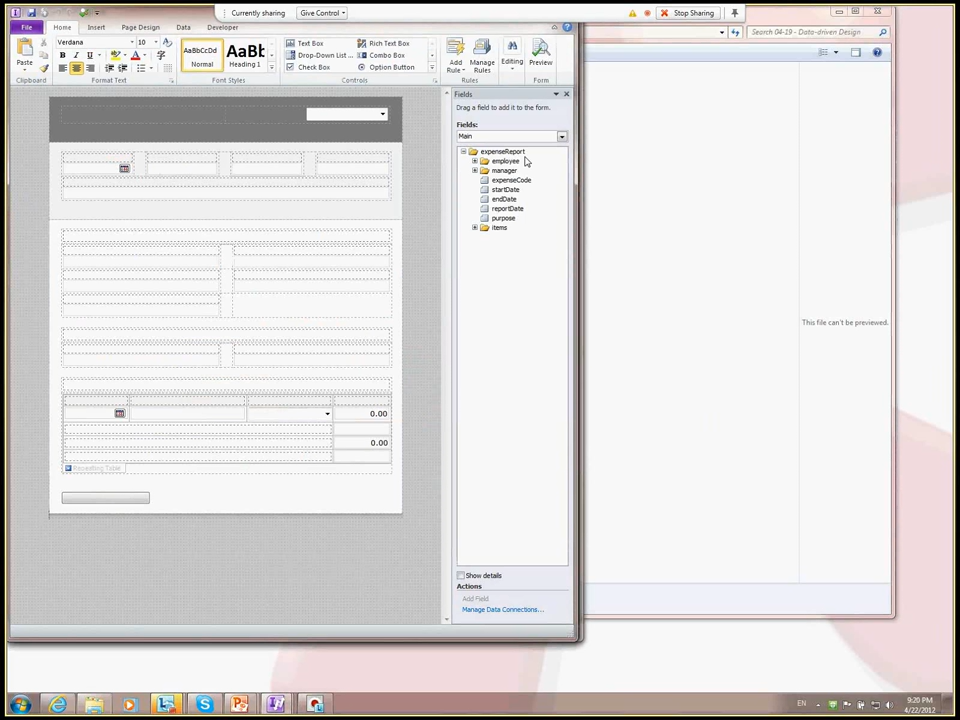 Currently sharing
Give Control
Stop Sharing
File
Home
Insert
Page Design
Data
Developer
Search 04-19 - Data-driven Design
Paste
Clipboard
Verdana
10
B I U
A
Format Text
AaBbCcDd
Normal
AaBb
Heading 1
Font Styles
Text Box
Drop-Down List ...
Check Box
Rich Text Box
Combo Box
Option Button
Controls
Add
Rule
Manage
Rules
Rules
Editing
Preview
Form
Fields
Drag a field to add it to the form.
Fields:
Main
expenseReport
employee
manager
expenseCode
startDate
endDate
reportDate
purpose
items
This file can't be previewed.
0.00
0.00
Repeating Table
Show details
Actions
Add Field
Manage Data Connections...
EN
9:20 PM
4/22/2012